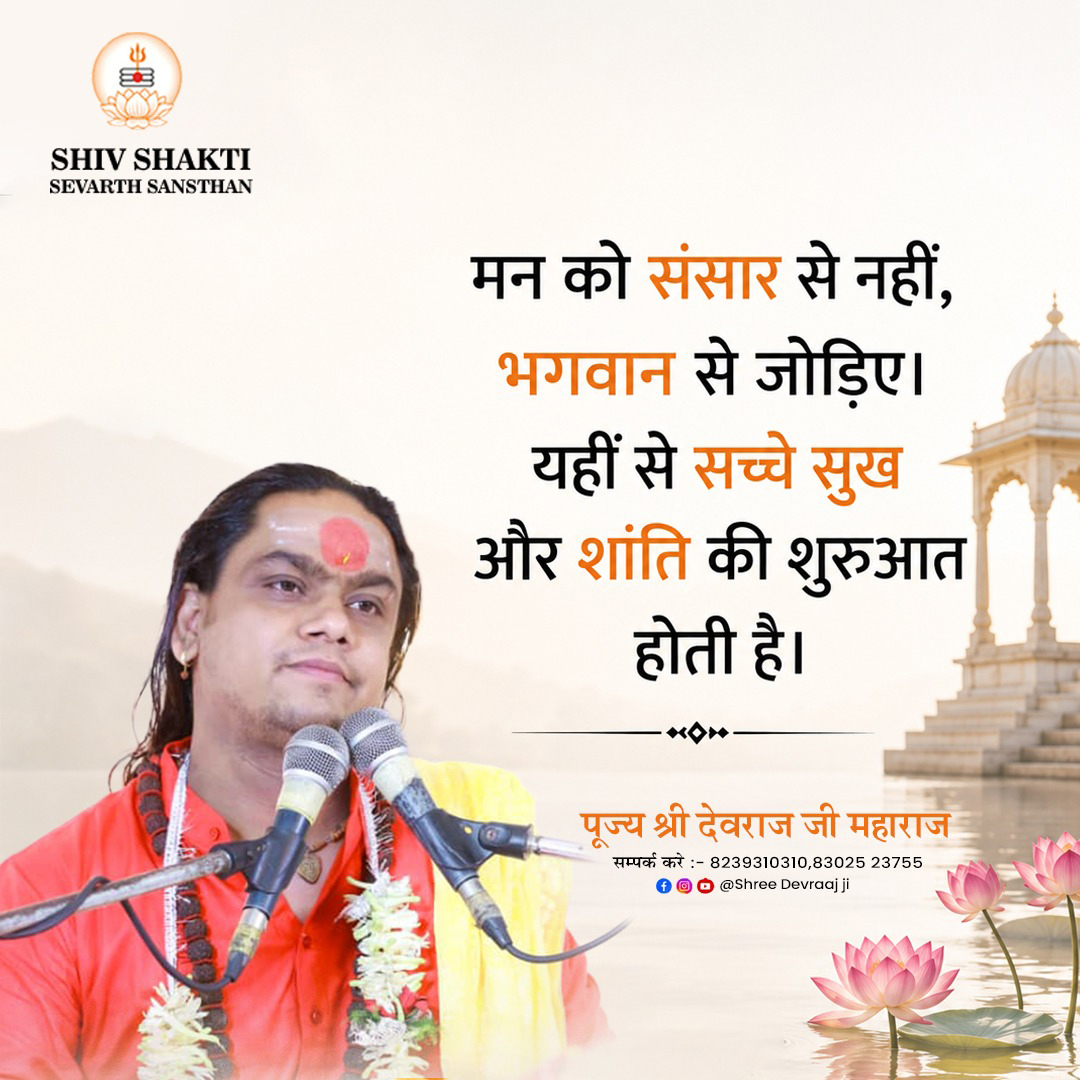 SHIV SHAKTI
SEVARTH SANSTHAN
मन को संसार से नहीं,
भगवान से जोड़िए।
यहीं से सच्चे सुख
और शांति की शुरुआत
होती है।
पूज्य श्री देवराज जी महाराज
सम्पर्क करे :- 8239310310,83025 23755
@Shree Devraaj ji